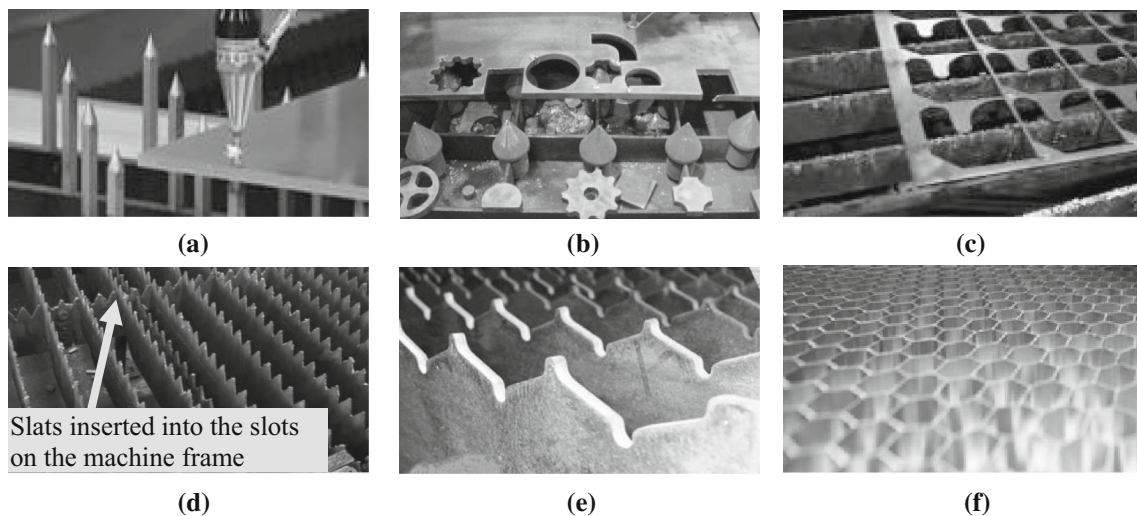 (a)
(b)
(c)
Slats inserted into the slots
on the machine frame
(d)
(e)
(f)